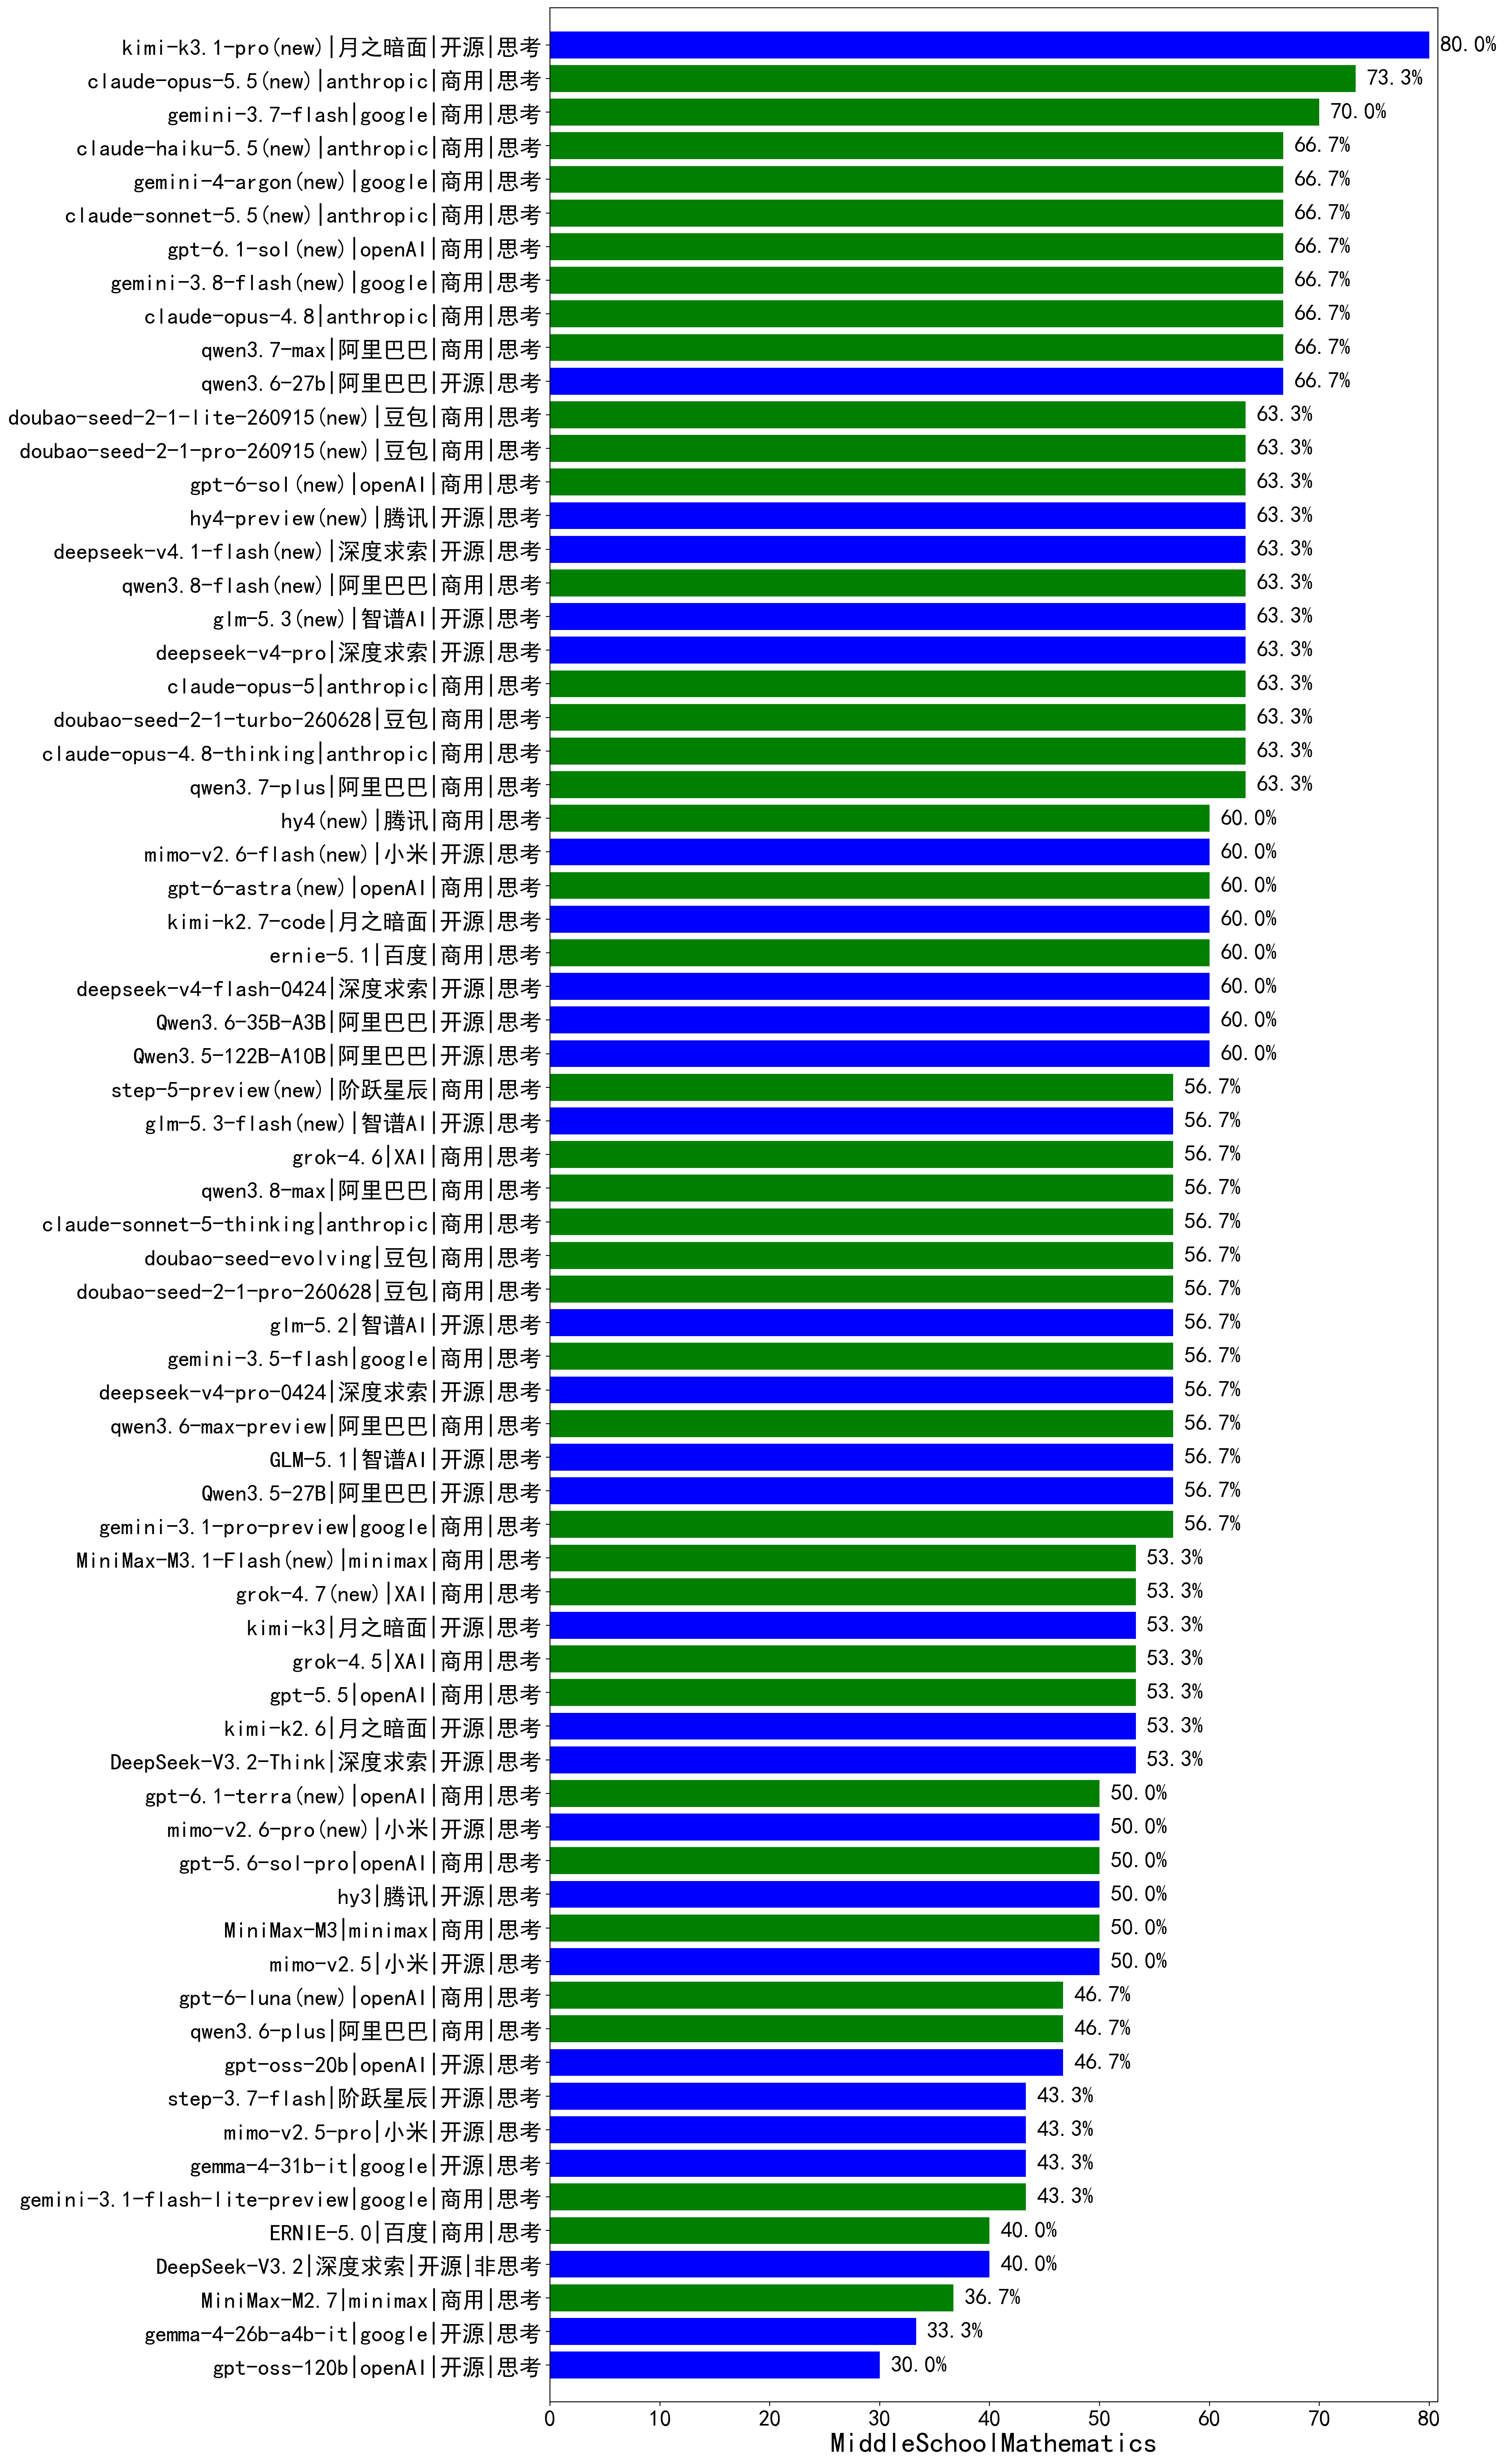 kimi-k3.1-pro(new)|月之暗面|开源|思考 80.0%
claude-opus-5.5(new)|anthropic|商用|思考 73.3%
gemini-3.7-flash|google|商用|思考 70.0%
claude-haiku-5.5(new)|anthropic|商用|思考 66.7%
gemini-4-argon(new)|google|商用|思考 66.7%
claude-sonnet-5.5(new)|anthropic|商用|思考 66.7%
gpt-6.1-sol(new)|openAI|商用|思考 66.7%
gemini-3.8-flash(new)|google|商用|思考 66.7%
claude-opus-4.8|anthropic|商用|思考 66.7%
qwen3.7-max|阿里巴巴|商用|思考 66.7%
qwen3.6-27b|阿里巴巴|开源|思考 66.7%
doubao-seed-2-1-lite-260915(new)|豆包|商用|思考 63.3%
doubao-seed-2-1-pro-260915(new)|豆包|商用|思考 63.3%
gpt-6-sol(new)|openAI|商用|思考 63.3%
hy4-preview(new)|腾讯|开源|思考 63.3%
deepseek-v4.1-flash(new)|深度求索|开源|思考 63.3%
qwen3.8-flash(new)|阿里巴巴|商用|思考 63.3%
glm-5.3(new)|智谱AI|开源|思考 63.3%
deepseek-v4-pro|深度求索|开源|思考 63.3%
claude-opus-5|anthropic|商用|思考 63.3%
doubao-seed-2-1-turbo-260628|豆包|商用|思考 63.3%
claude-opus-4.8-thinking|anthropic|商用|思考 63.3%
qwen3.7-plus|阿里巴巴|商用|思考 63.3%
hy4(new)|腾讯|商用|思考 60.0%
mimo-v2.6-flash(new)|小米|开源|思考 60.0%
gpt-6-astra(new)|openAI|商用|思考 60.0%
kimi-k2.7-code|月之暗面|开源|思考 60.0%
ernie-5.1|百度|商用|思考 60.0%
deepseek-v4-flash-0424|深度求索|开源|思考 60.0%
Qwen3.6-35B-A3B|阿里巴巴|开源|思考 60.0%
Qwen3.5-122B-A10B|阿里巴巴|开源|思考 60.0%
step-5-preview(new)|阶跃星辰|商用|思考 56.7%
glm-5.3-flash(new)|智谱AI|开源|思考 56.7%
grok-4.6|XAI|商用|思考 56.7%
qwen3.8-max|阿里巴巴|商用|思考 56.7%
claude-sonnet-5-thinking|anthropic|商用|思考 56.7%
doubao-seed-evolving|豆包|商用|思考 56.7%
doubao-seed-2-1-pro-260628|豆包|商用|思考 56.7%
glm-5.2|智谱AI|开源|思考 56.7%
gemini-3.5-flash|google|商用|思考 56.7%
deepseek-v4-pro-0424|深度求索|开源|思考 56.7%
qwen3.6-max-preview|阿里巴巴|商用|思考 56.7%
GLM-5.1|智谱AI|开源|思考 56.7%
Qwen3.5-27B|阿里巴巴|开源|思考 56.7%
gemini-3.1-pro-preview|google|商用|思考 56.7%
MiniMax-M3.1-Flash(new)|minimax|商用|思考 53.3%
grok-4.7(new)|XAI|商用|思考 53.3%
kimi-k3|月之暗面|开源|思考 53.3%
grok-4.5|XAI|商用|思考 53.3%
gpt-5.5|openAI|商用|思考 53.3%
kimi-k2.6|月之暗面|开源|思考 53.3%
DeepSeek-V3.2-Think|深度求索|开源|思考 53.3%
gpt-6.1-terra(new)|openAI|商用|思考 50.0%
mimo-v2.6-pro(new)|小米|开源|思考 50.0%
gpt-5.6-sol-pro|openAI|商用|思考 50.0%
hy3|腾讯|开源|思考 50.0%
MiniMax-M3|minimax|商用|思考 50.0%
mimo-v2.5|小米|开源|思考 50.0%
gpt-6-luna(new)|openAI|商用|思考 46.7%
qwen3.6-plus|阿里巴巴|商用|思考 46.7%
gpt-oss-20b|openAI|开源|思考 46.7%
step-3.7-flash|阶跃星辰|开源|思考 43.3%
mimo-v2.5-pro|小米|开源|思考 43.3%
gemma-4-31b-it|google|开源|思考 43.3%
gemini-3.1-flash-lite-preview|google|商用|思考 43.3%
ERNIE-5.0|百度|商用|思考 40.0%
DeepSeek-V3.2|深度求索|开源|非思考 40.0%
MiniMax-M2.7|minimax|商用|思考 36.7%
gemma-4-26b-a4b-it|google|开源|思考 33.3%
gpt-oss-120b|openAI|开源|思考 30.0%
0 10 20 30 40 50 60 70 80
MiddleSchoolMathematics